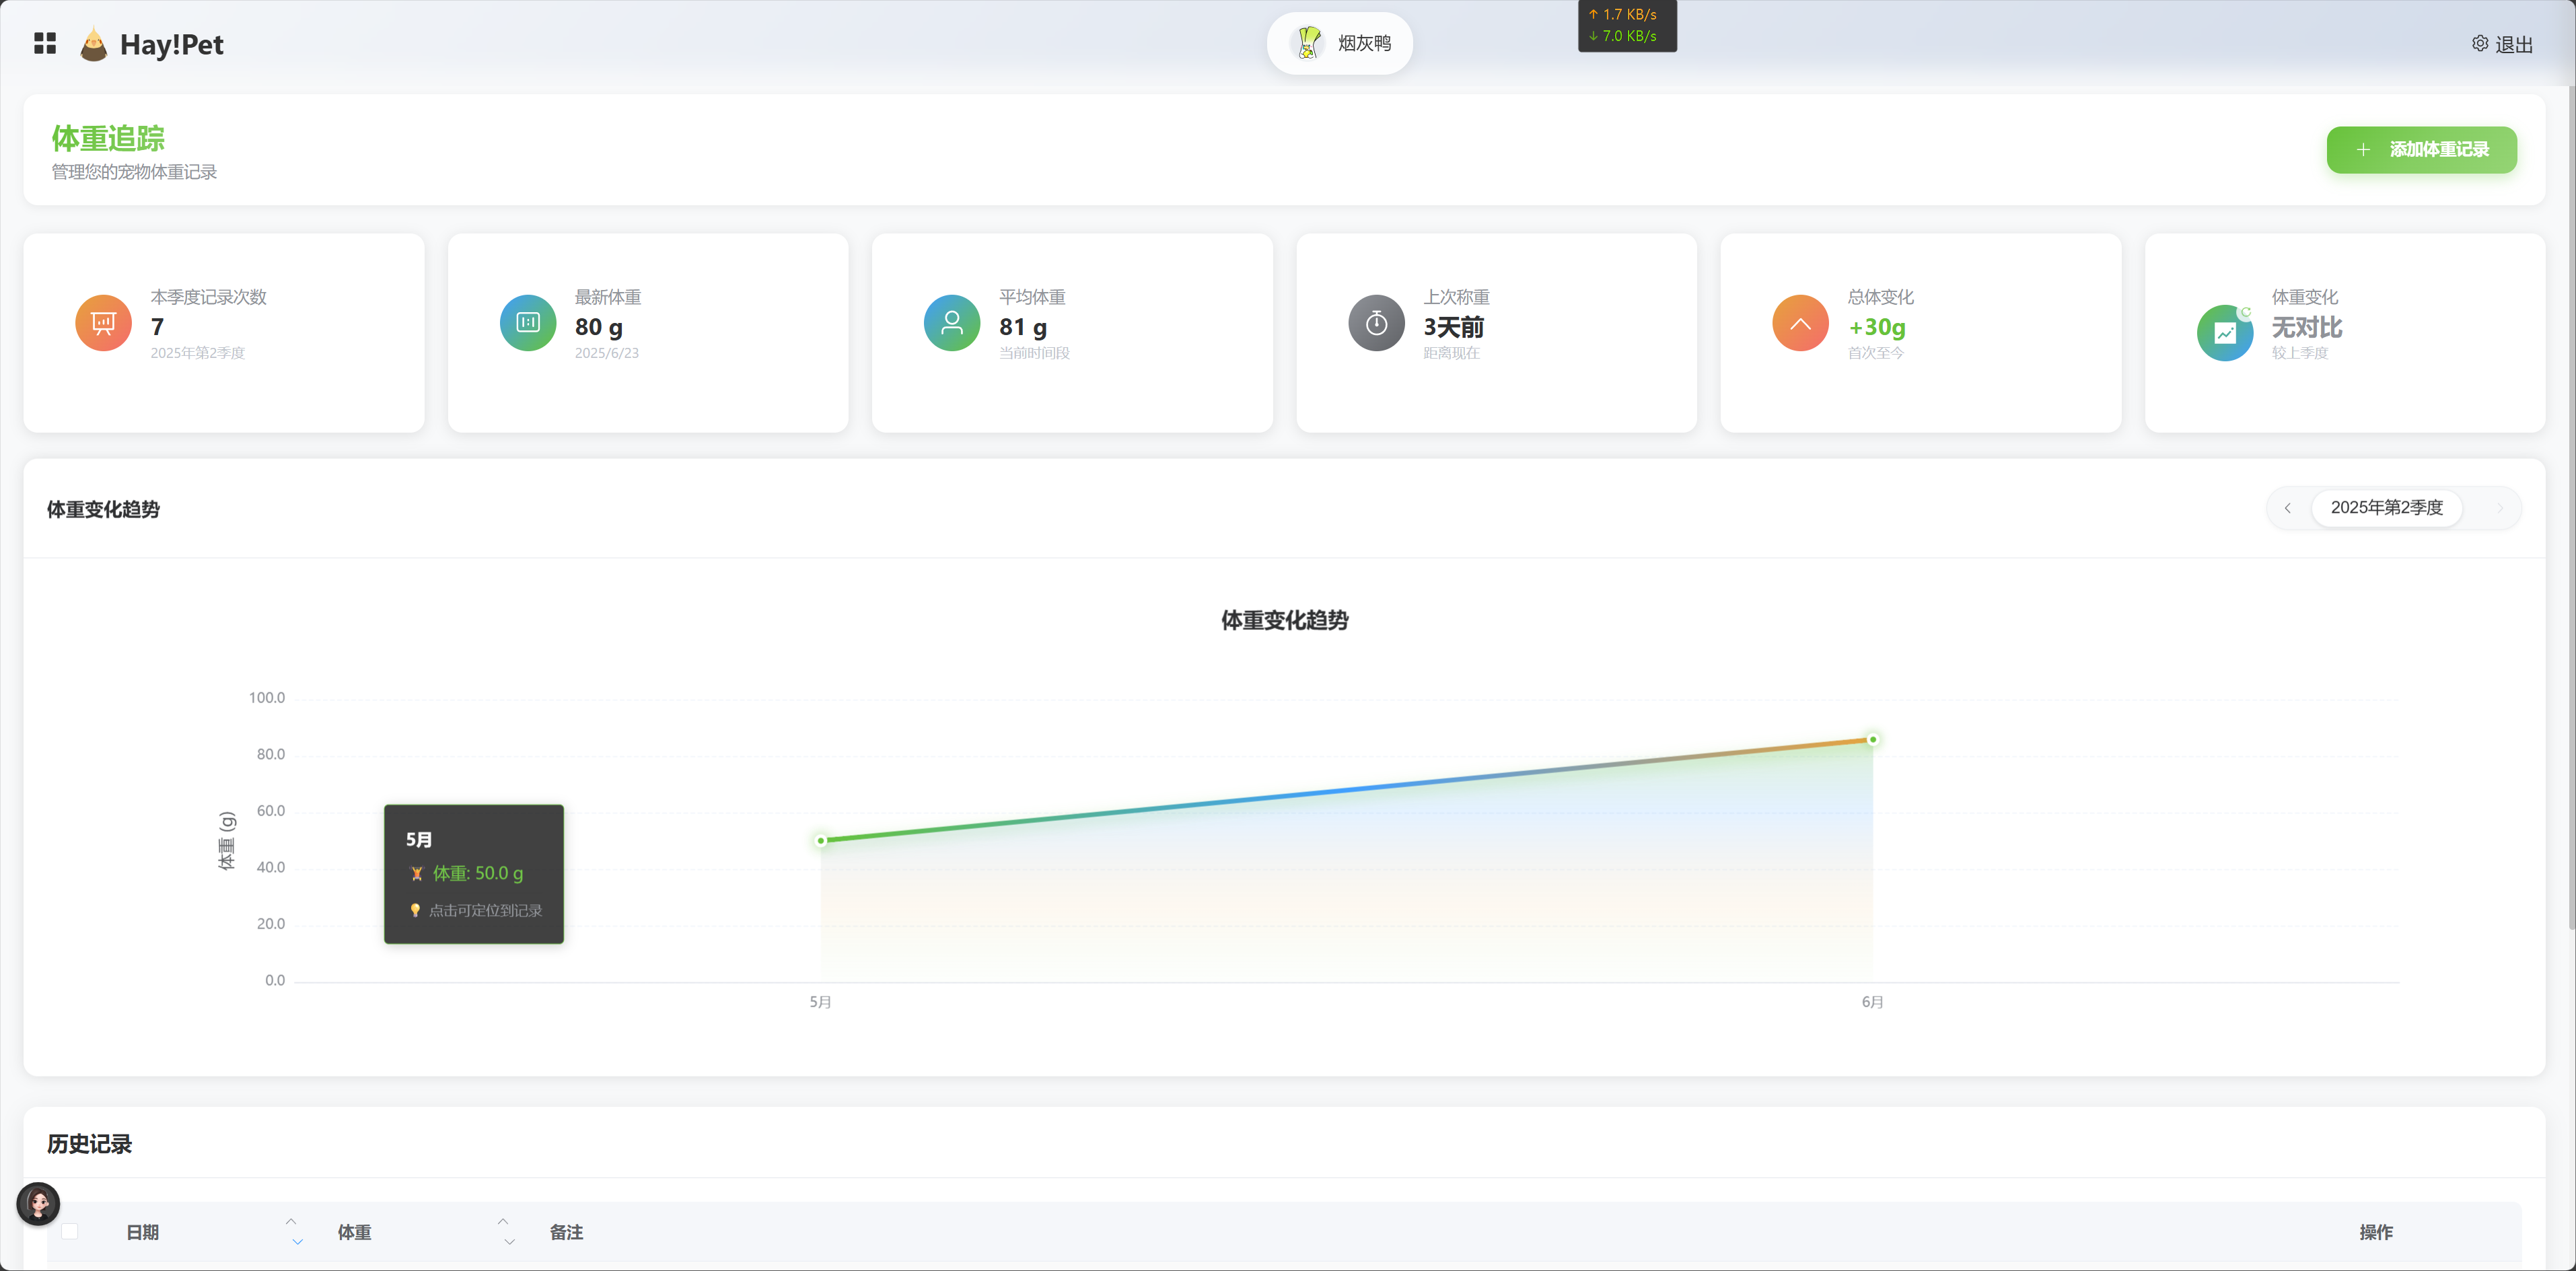 Hay!Pet
烟灰鸭
↑ 1.7 KB/s
↓ 7.0 KB/s
退出
体重追踪
管理您的宠物体重记录
添加体重记录
本季度记录次数
7
2025年第2季度
最新体重
80 g
2025/6/23
平均体重
81 g
当前时间段
上次称重
3天前
距离现在
总体变化
+30g
首次至今
体重变化
无对比
较上季度
体重变化趋势
2025年第2季度
体重变化趋势
体重 (g)
100.0
80.0
60.0
40.0
20.0
0.0
5月
体重: 50.0 g
点击可定位到记录
5月
6月
历史记录
日期
体重
备注
操作